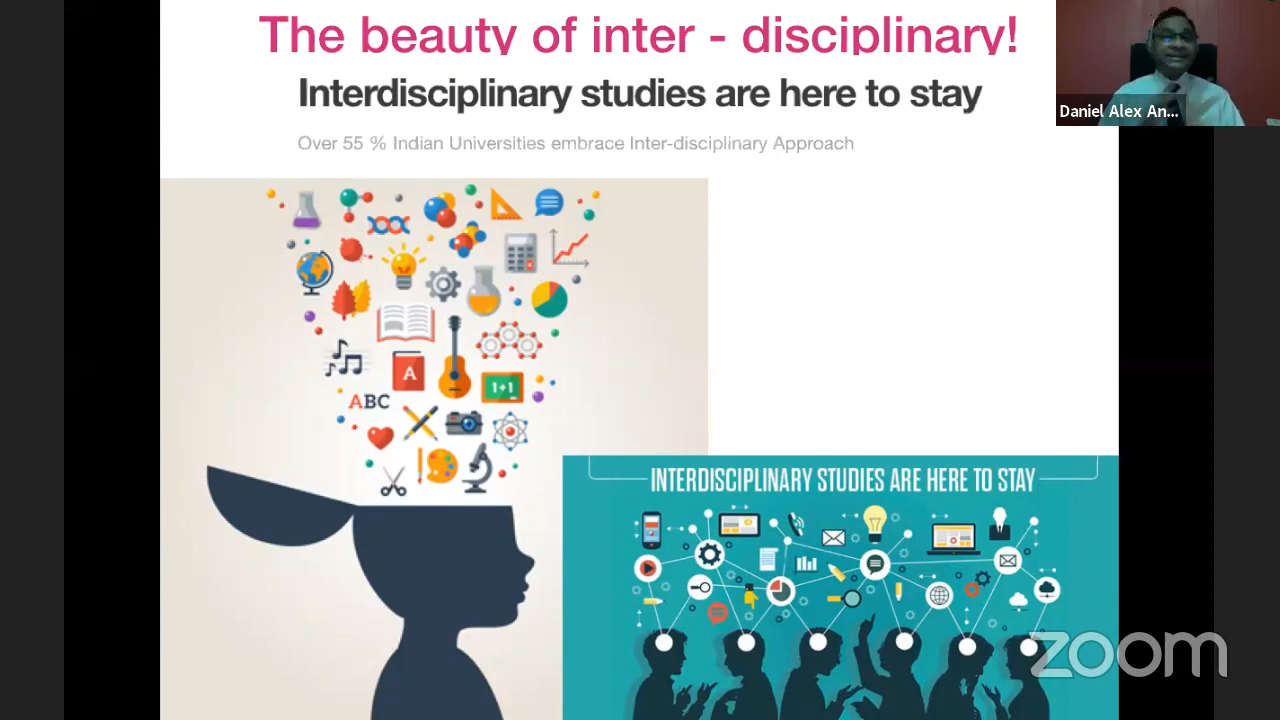 The beauty of inter - disciplinary!
Interdisciplinary studies are here to stay
Over 55 % Indian Universities embrace Inter-disciplinary Approach
Daniel Alex An...
A
1+1
ABC
INTERDISCIPLINARY STUDIES ARE HERE TO STAY
zoom